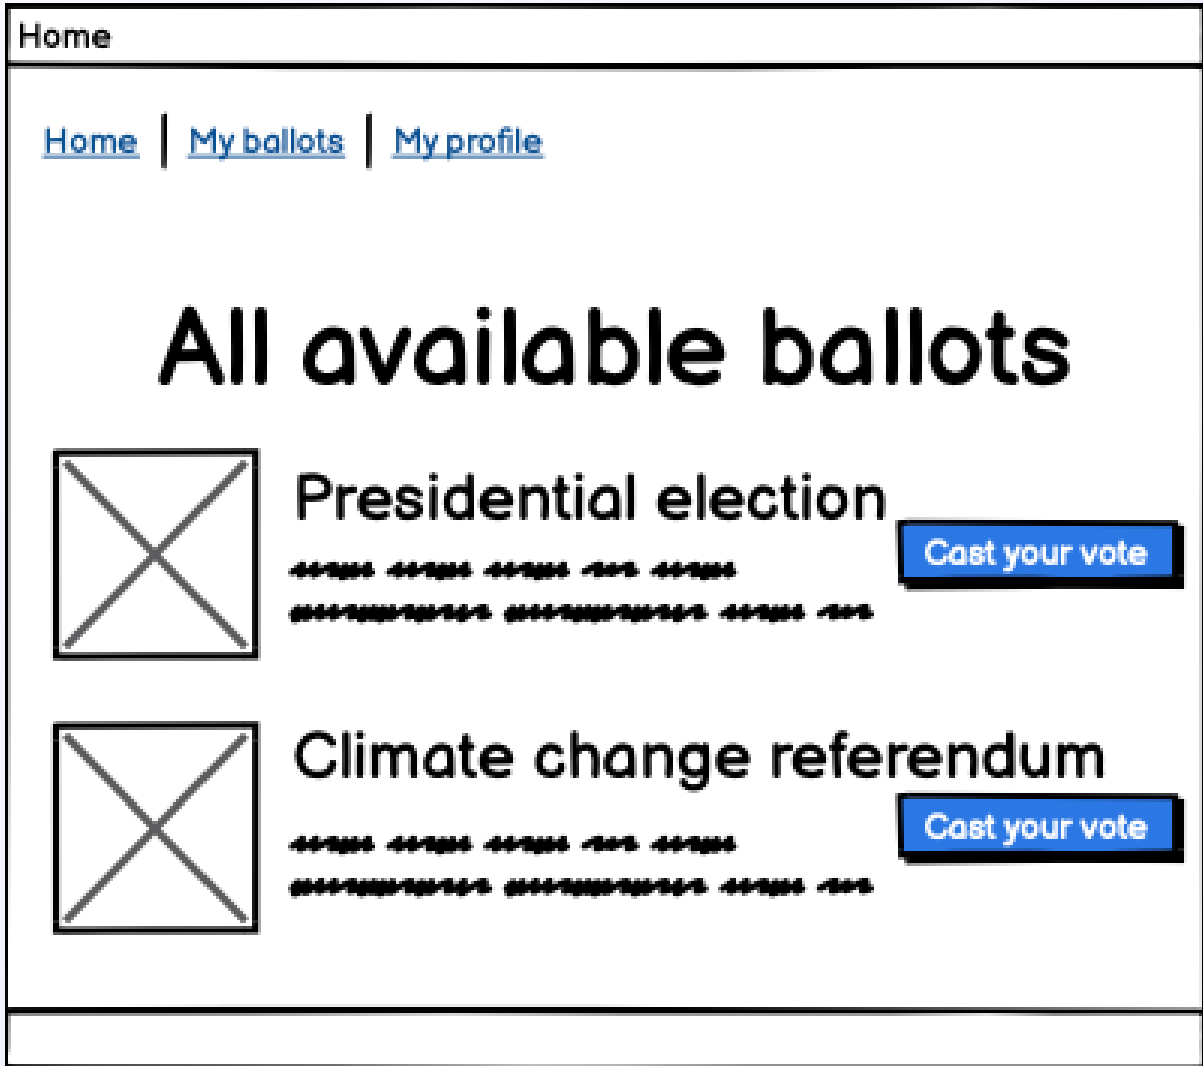 Home
Home | My ballots | My profile
All available ballots
Presidential election
Cast your vote
Climate change referendum
Cast your vote